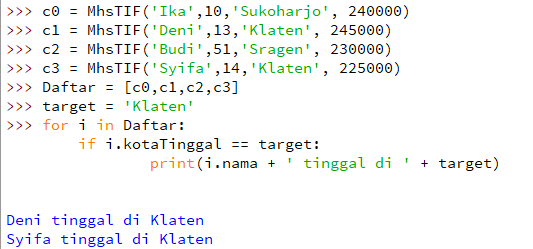 >>> c0 = MhsTIF('Ika',10,'Sukoharjo', 240000)
>>> c1 = MhsTIF('Deni',13,'Klaten', 245000)
>>> c2 = MhsTIF('Budi',51,'Sragen', 230000)
>>> c3 = MhsTIF('Syifa',14,'Klaten', 225000)
>>> Daftar = [c0,c1,c2,c3]
>>> target = 'Klaten'
>>> for i in Daftar:
        if i.kotaTinggal == target:
                print(i.nama + ' tinggal di ' + target)
Deni tinggal di Klaten
Syifa tinggal di Klaten